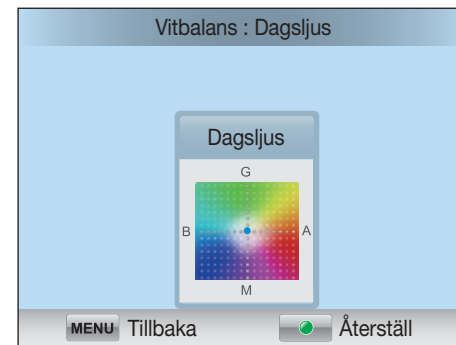 Vitbalans : Dagsljus
Dagsljus
G
B A
M
MENU Tillbaka Återställ